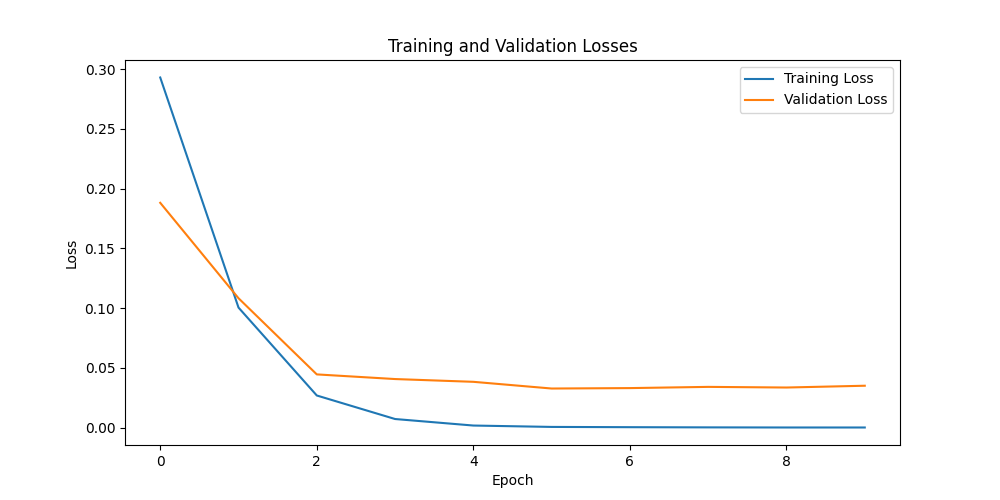 Training and Validation Losses
Training Loss
Validation Loss
0.30
0.25
0.20
0.15
0.10
0.05
0.00
Loss
0 2 4 6 8
Epoch